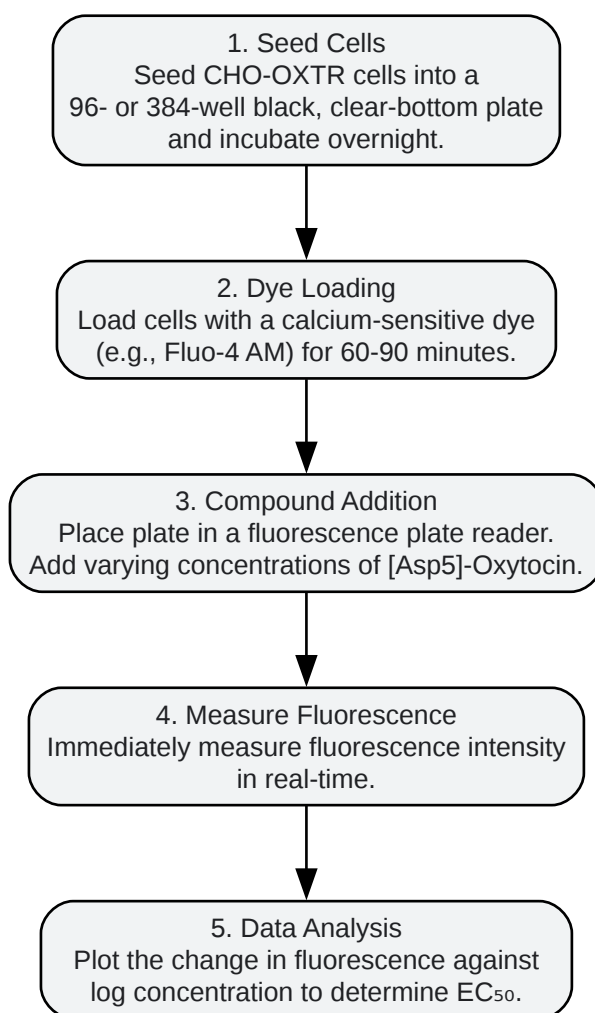 1. Seed Cells
Seed CHO-OXTR cells into a
96- or 384-well black, clear-bottom plate
and incubate overnight.
2. Dye Loading
Load cells with a calcium-sensitive dye
(e.g., Fluo-4 AM) for 60-90 minutes.
3. Compound Addition
Place plate in a fluorescence plate reader.
Add varying concentrations of [Asp5]-Oxytocin.
4. Measure Fluorescence
Immediately measure fluorescence intensity
in real-time.
5. Data Analysis
Plot the change in fluorescence against
log concentration to determine EC₅₀.